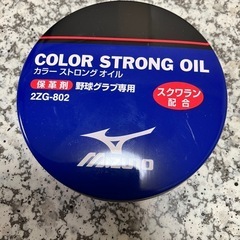 COLOR STRONG OIL
カラー ストロング オイル
保革剤 野球グラブ専用
2ZG-802
スクワラン
配合
MIZUNO